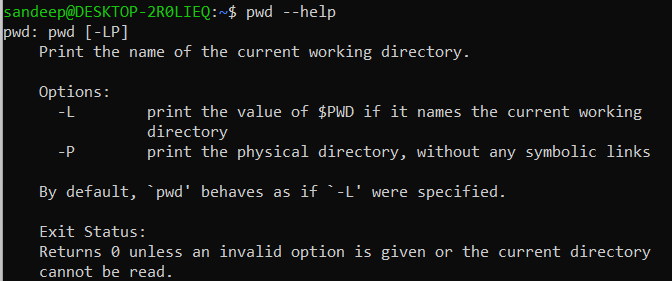 sandeep@DESKTOP-2R0LIEQ:~$ pwd --help
pwd: pwd [-LP]
    Print the name of the current working directory.

    Options:
      -L        print the value of $PWD if it names the current working
                directory
      -P        print the physical directory, without any symbolic links

    By default, `pwd' behaves as if `-L' were specified.

    Exit Status:
    Returns 0 unless an invalid option is given or the current directory
    cannot be read.